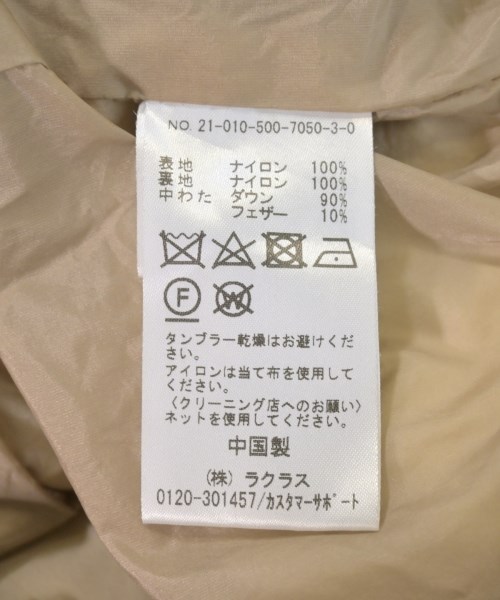 NO. 21-010-500-7050-3-0
表地 ナイロン 100%
裏地 ナイロン 100%
中わた ダウン 90%
フェザー 10%
F W
タンブラー乾燥はお避けくだ
さい。
アイロンは当て布を使用して
ください。
〈クリーニング店へのお願い〉
ネットを使用してください。
中国製
(株) ラクラス
0120-301457/カスタマーサポート